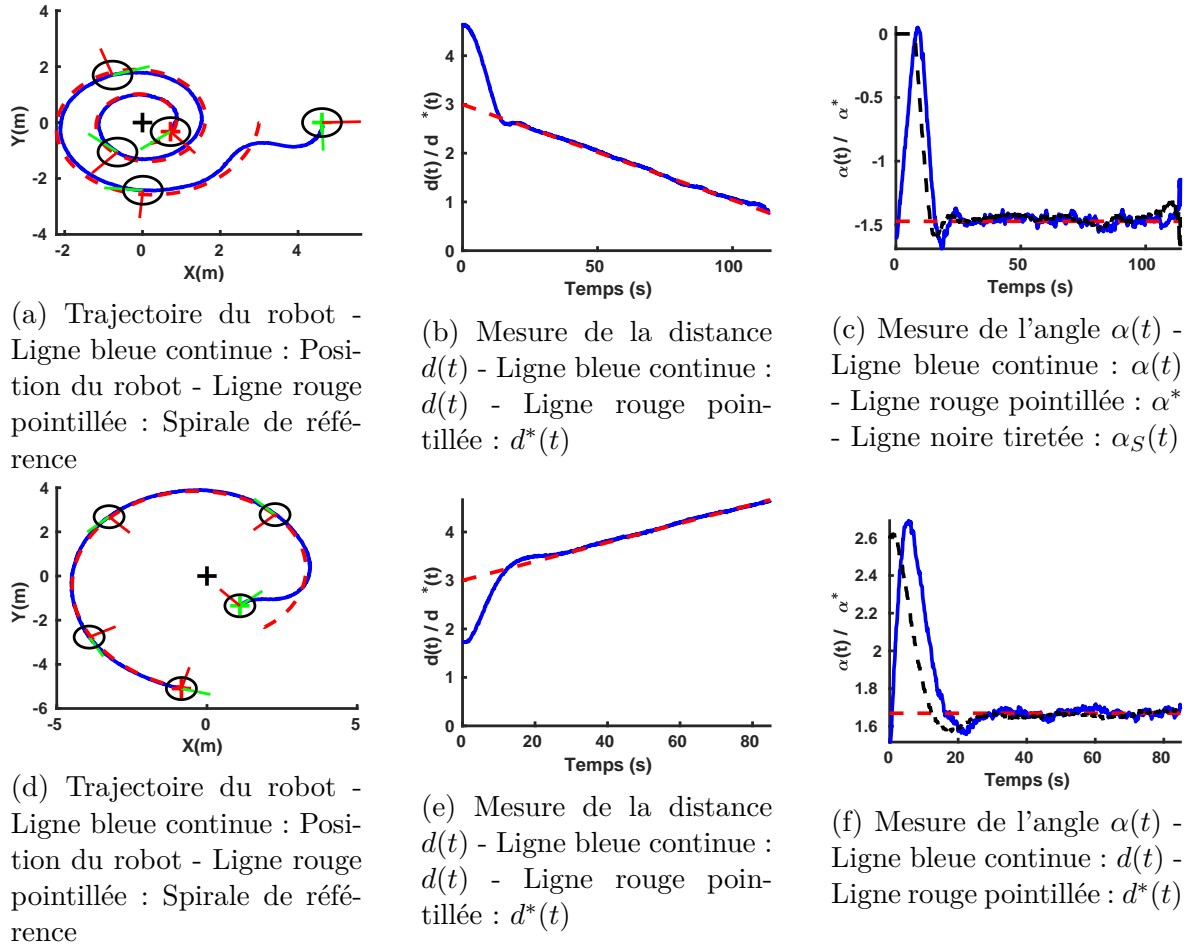 4
2
0
-2
-4
Y(m)
-2
0
2
4
X(m)
4
3
2
1
0
d(t) / d *(t)
0
50
100
Temps (s)
0
-0.5
-1
-1.5
α(t) / α*
0
50
100
Temps (s)
(a) Trajectoire du robot -
Ligne bleue continue : Posi-
tion du robot - Ligne rouge
pointillée : Spirale de réfé-
rence
(b) Mesure de la distance
d(t) - Ligne bleue continue :
d(t) - Ligne rouge poin-
tillée : d*(t)
(c) Mesure de l'angle α(t) -
Ligne bleue continue : α(t)
- Ligne rouge pointillée : α*
- Ligne noire tiretée : αS(t)
4
2
0
-2
-4
-6
Y(m)
-5
0
5
X(m)
4
3
2
1
0
d(t) / d *(t)
0
20
40
60
80
Temps (s)
2.6
2.4
2.2
2
1.8
1.6
α(t) / α*
0
20
40
60
80
Temps (s)
(d) Trajectoire du robot -
Ligne bleue continue : Posi-
tion du robot - Ligne rouge
pointillée : Spirale de réfé-
rence
(e) Mesure de la distance
d(t) - Ligne bleue continue :
d(t) - Ligne rouge poin-
tillée : d*(t)
(f) Mesure de l'angle α(t) -
Ligne bleue continue : d(t) -
Ligne rouge pointillée : d*(t)